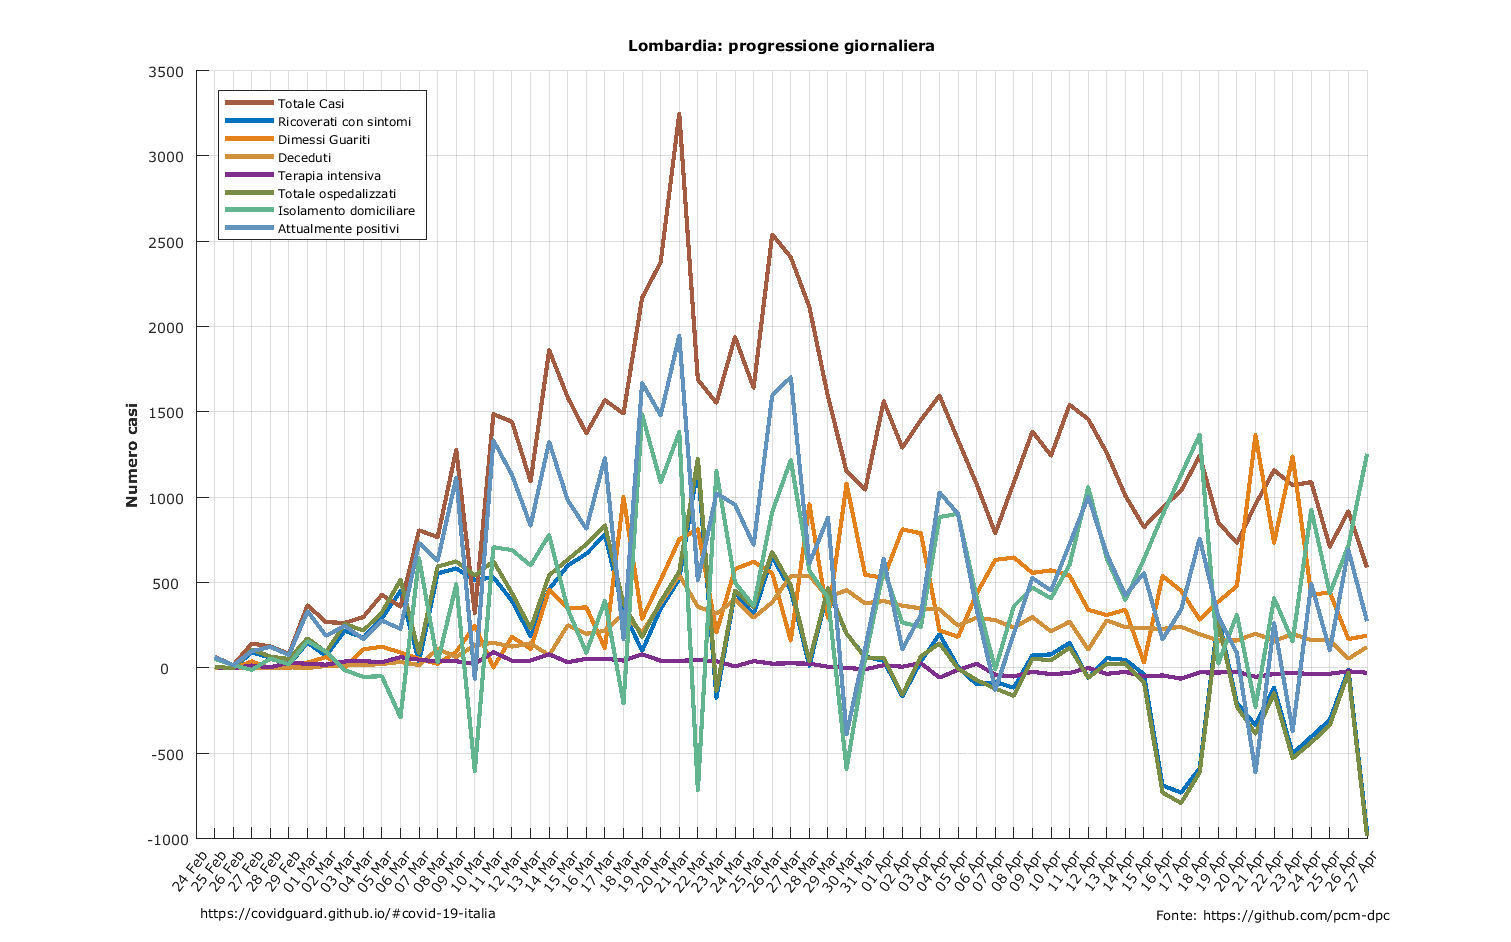 Lombardia: progressione giornaliera
3500
3000
2500
2000
1500
1000
500
0
-500
-1000
Numero casi
Totale Casi
Ricoverati con sintomi
Dimessi Guariti
Deceduti
Terapia intensiva
Totale ospedalizzati
Isolamento domiciliare
Attualmente positivi
24 Feb
25 Feb
26 Feb
27 Feb
28 Feb
29 Feb
01 Mar
02 Mar
03 Mar
04 Mar
05 Mar
06 Mar
07 Mar
08 Mar
09 Mar
10 Mar
11 Mar
12 Mar
13 Mar
14 Mar
15 Mar
16 Mar
17 Mar
18 Mar
19 Mar
20 Mar
21 Mar
22 Mar
23 Mar
24 Mar
25 Mar
26 Mar
27 Mar
28 Mar
29 Mar
30 Mar
31 Mar
01 Apr
02 Apr
03 Apr
04 Apr
05 Apr
06 Apr
07 Apr
08 Apr
09 Apr
10 Apr
11 Apr
12 Apr
13 Apr
14 Apr
15 Apr
16 Apr
17 Apr
18 Apr
19 Apr
20 Apr
21 Apr
22 Apr
23 Apr
24 Apr
25 Apr
26 Apr
27 Apr
https://covidguard.github.io/#covid-19-italia
Fonte: https://github.com/pcm-dpc